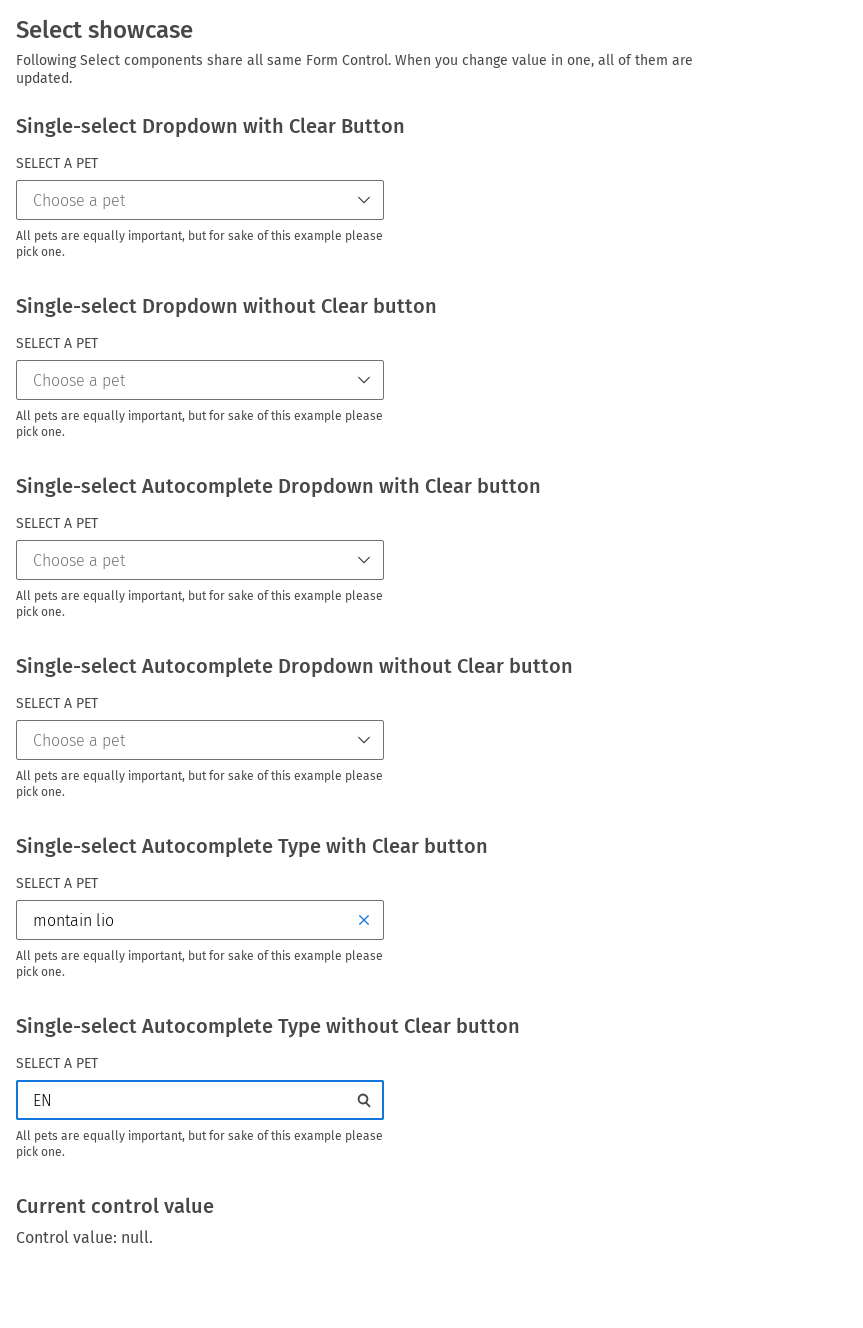 Select showcase
Following Select components share all same Form Control. When you change value in one, all of them are
updated.
Single-select Dropdown with Clear Button
SELECT A PET
Choose a pet
All pets are equally important, but for sake of this example please
pick one.
Single-select Dropdown without Clear button
SELECT A PET
Choose a pet
All pets are equally important, but for sake of this example please
pick one.
Single-select Autocomplete Dropdown with Clear button
SELECT A PET
Choose a pet
All pets are equally important, but for sake of this example please
pick one.
Single-select Autocomplete Dropdown without Clear button
SELECT A PET
Choose a pet
All pets are equally important, but for sake of this example please
pick one.
Single-select Autocomplete Type with Clear button
SELECT A PET
montain lio
All pets are equally important, but for sake of this example please
pick one.
Single-select Autocomplete Type without Clear button
SELECT A PET
EN
All pets are equally important, but for sake of this example please
pick one.
Current control value
Control value: null.